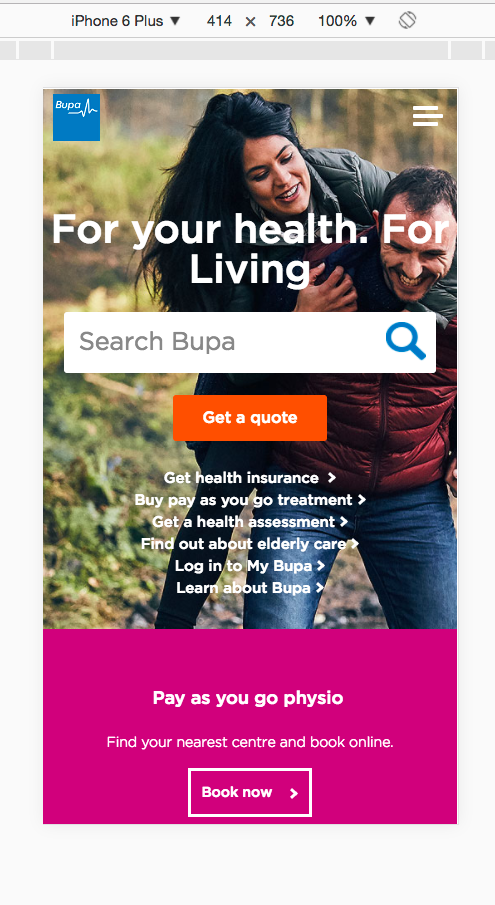 iPhone 6 Plus ▼ 414 × 736 100% ▼
Bupa
For your health. For
Living
Search Bupa
Get a quote
Get health insurance >
Buy pay as you go treatment >
Get a health assessment >
Find out about elderly care >
Log in to My Bupa >
Learn about Bupa >
Pay as you go physio
Find your nearest centre and book online.
Book now >